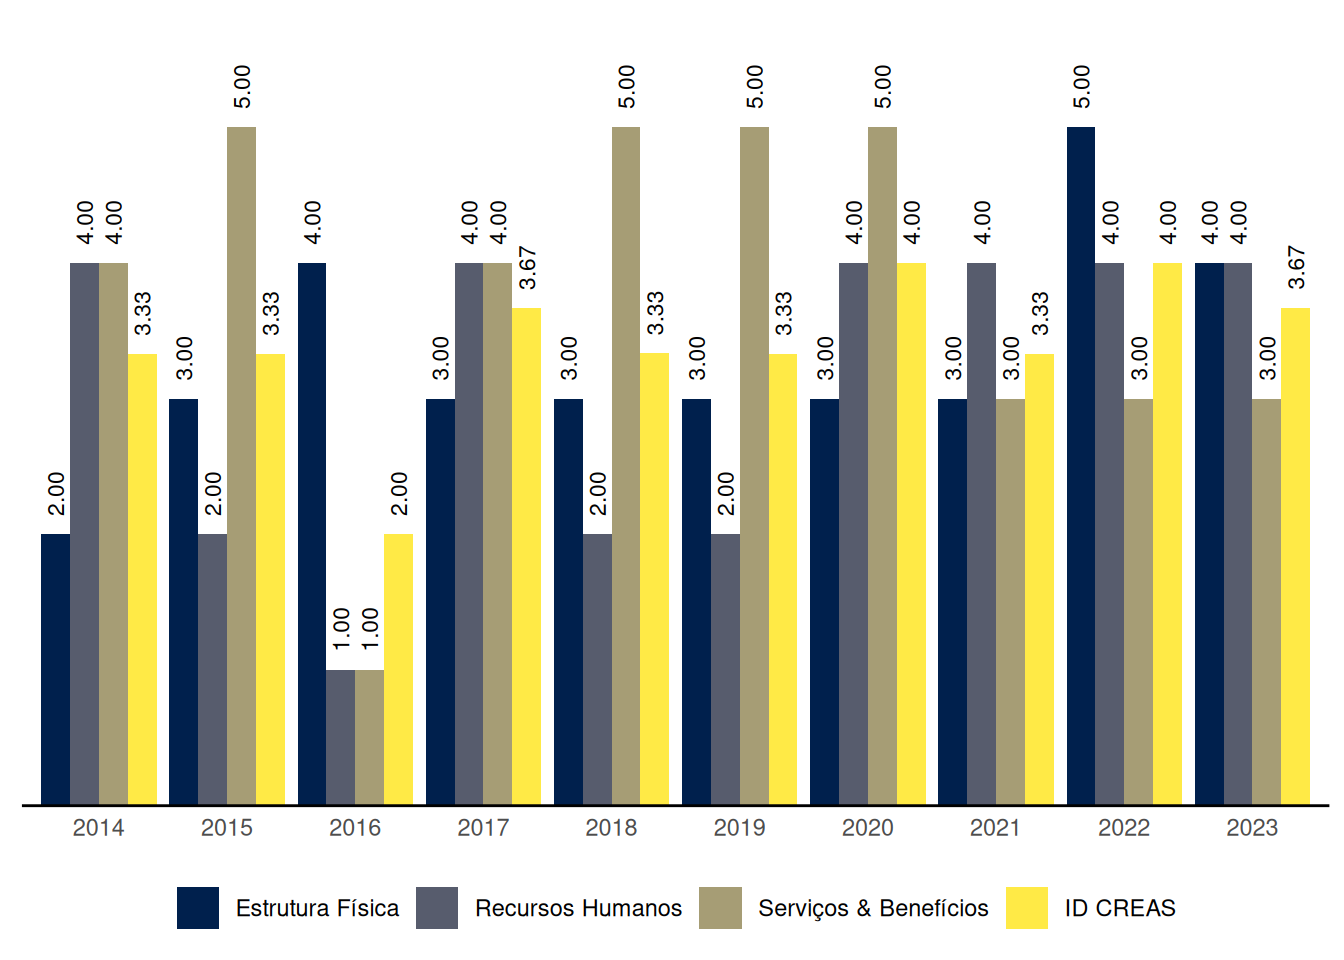 2.00 4.00 4.00 3.33
3.00 2.00 5.00 3.33
4.00 1.00 1.00 2.00
3.00 4.00 4.00 3.67
3.00 2.00 5.00 3.33
3.00 2.00 5.00 3.33
3.00 4.00 5.00 4.00
3.00 4.00 3.00 3.33
5.00 4.00 3.00 4.00
4.00 4.00 3.00 3.67
2014 2015 2016 2017 2018 2019 2020 2021 2022 2023
Estrutura Física Recursos Humanos Serviços & Benefícios ID CREAS